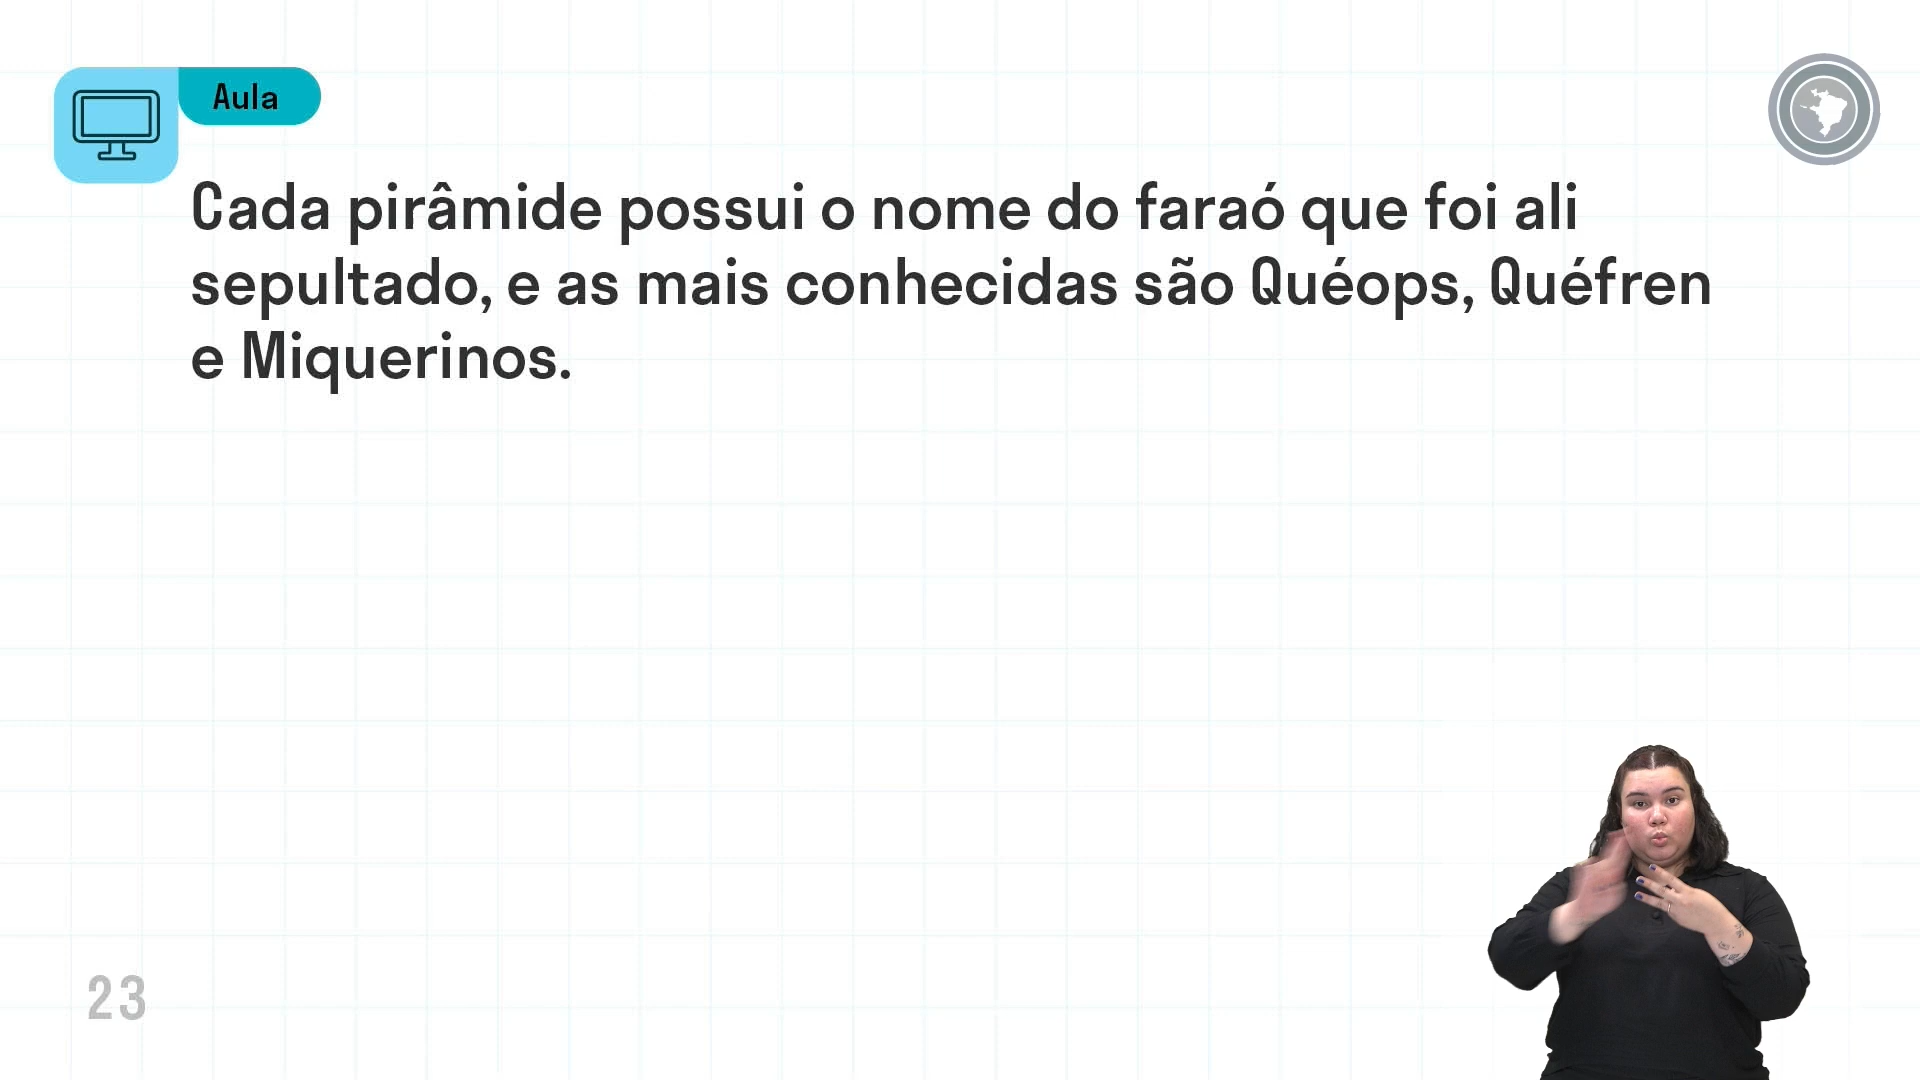 Aula
Cada pirâmide possui o nome do faraó que foi ali
sepultado, e as mais conhecidas são Quéops, Quéfren
e Miquerinos.
23